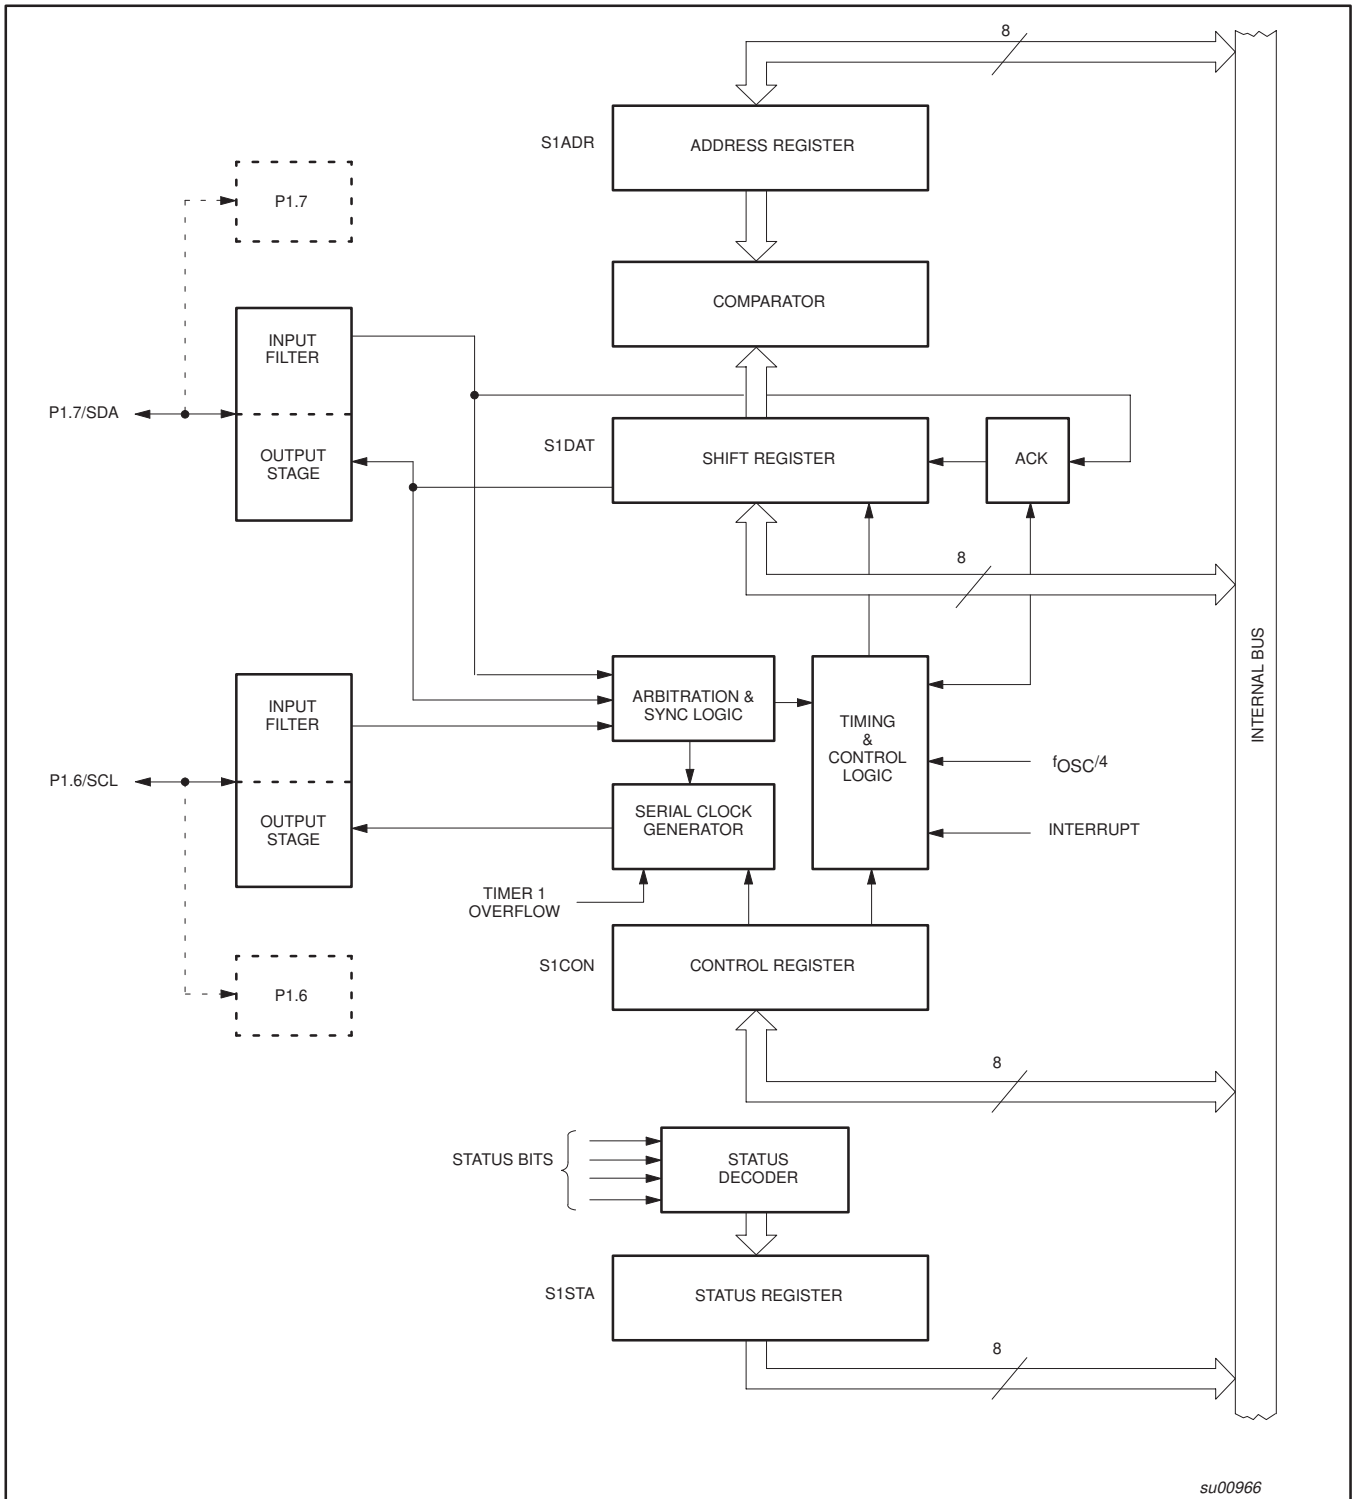 8
S1ADR
ADDRESS REGISTER
P1.7
COMPARATOR
INPUT
FILTER
P1.7/SDA
OUTPUT
STAGE
S1DAT
SHIFT REGISTER
ACK
8
INTERNAL BUS
INPUT
FILTER
ARBITRATION &
SYNC LOGIC
TIMING
&
CONTROL
LOGIC
fOSC/4
P1.6/SCL
OUTPUT
STAGE
SERIAL CLOCK
GENERATOR
INTERRUPT
TIMER 1
OVERFLOW
S1CON
CONTROL REGISTER
P1.6
8
STATUS BITS
STATUS
DECODER
S1STA
STATUS REGISTER
8
su00966